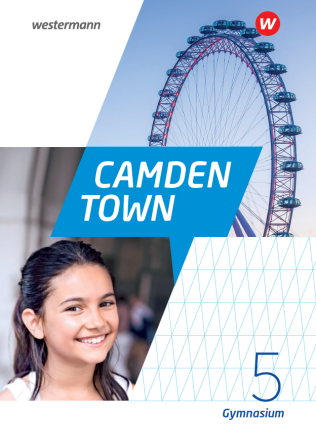 westermann
W
CAMDEN
TOWN
5
Gymnasium